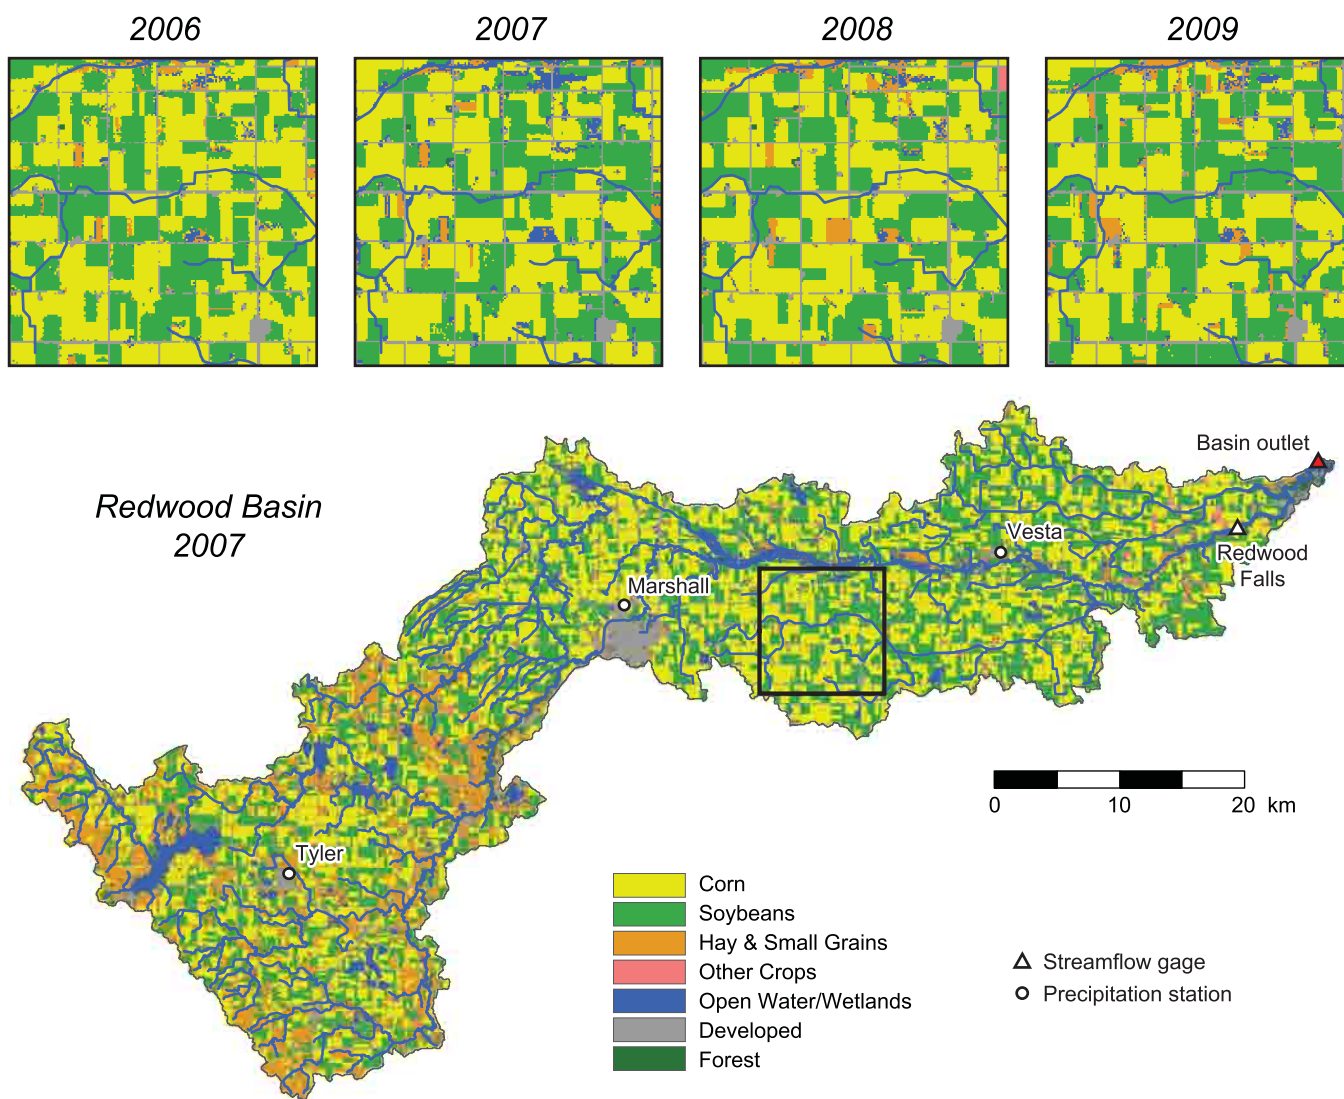 2006 2007 2008 2009
Basin outlet
Redwood Basin
2007
Vesta
Redwood
Falls
Marshall
0 10 20 km
Tyler
Corn
Soybeans
Hay & Small Grains
Other Crops
Open Water/Wetlands
Developed
Forest
Streamflow gage
Precipitation station